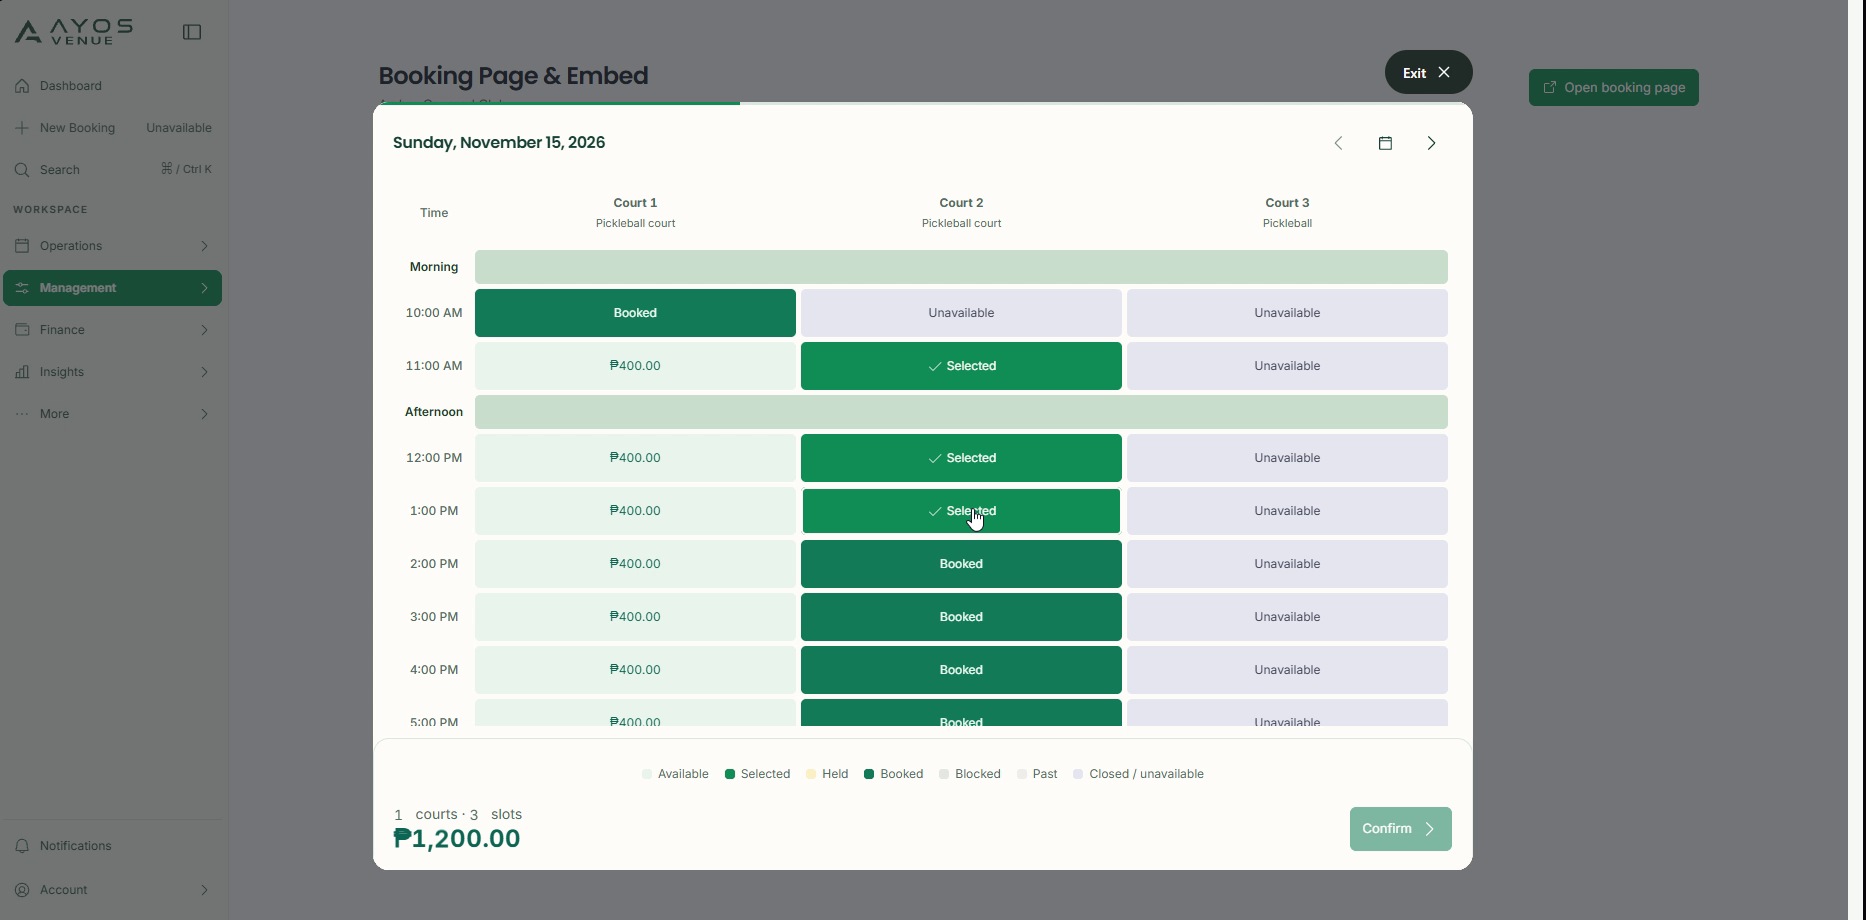 AYOS
VENUE
Dashboard
New Booking Unavailable
Search ⌘ / Ctrl K
WORKSPACE
Operations
Management
Finance
Insights
More
Notifications
Account
Booking Page & Embed
Exit
Open booking page
Sunday, November 15, 2026
Time
Court 1
Pickleball court
Court 2
Pickleball court
Court 3
Pickleball
Morning
10:00 AM Booked Unavailable Unavailable
11:00 AM ₱400.00 Selected Unavailable
Afternoon
12:00 PM ₱400.00 Selected Unavailable
1:00 PM ₱400.00 Selected Unavailable
2:00 PM ₱400.00 Booked Unavailable
3:00 PM ₱400.00 Booked Unavailable
4:00 PM ₱400.00 Booked Unavailable
5:00 PM ₱400.00 Booked Unavailable
Available Selected Held Booked Blocked Past Closed / unavailable
1 courts · 3 slots
₱1,200.00
Confirm